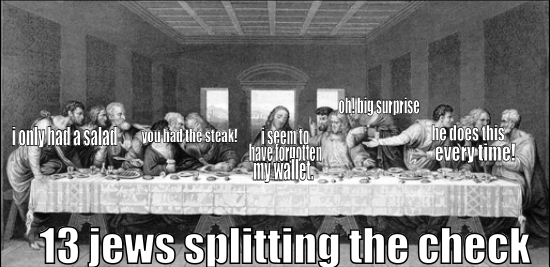 oh! big surprise
i only had a salad
you had the steak!
i seem to
have forgotten
my wallet.
he does this
every time!
13 jews splitting the check